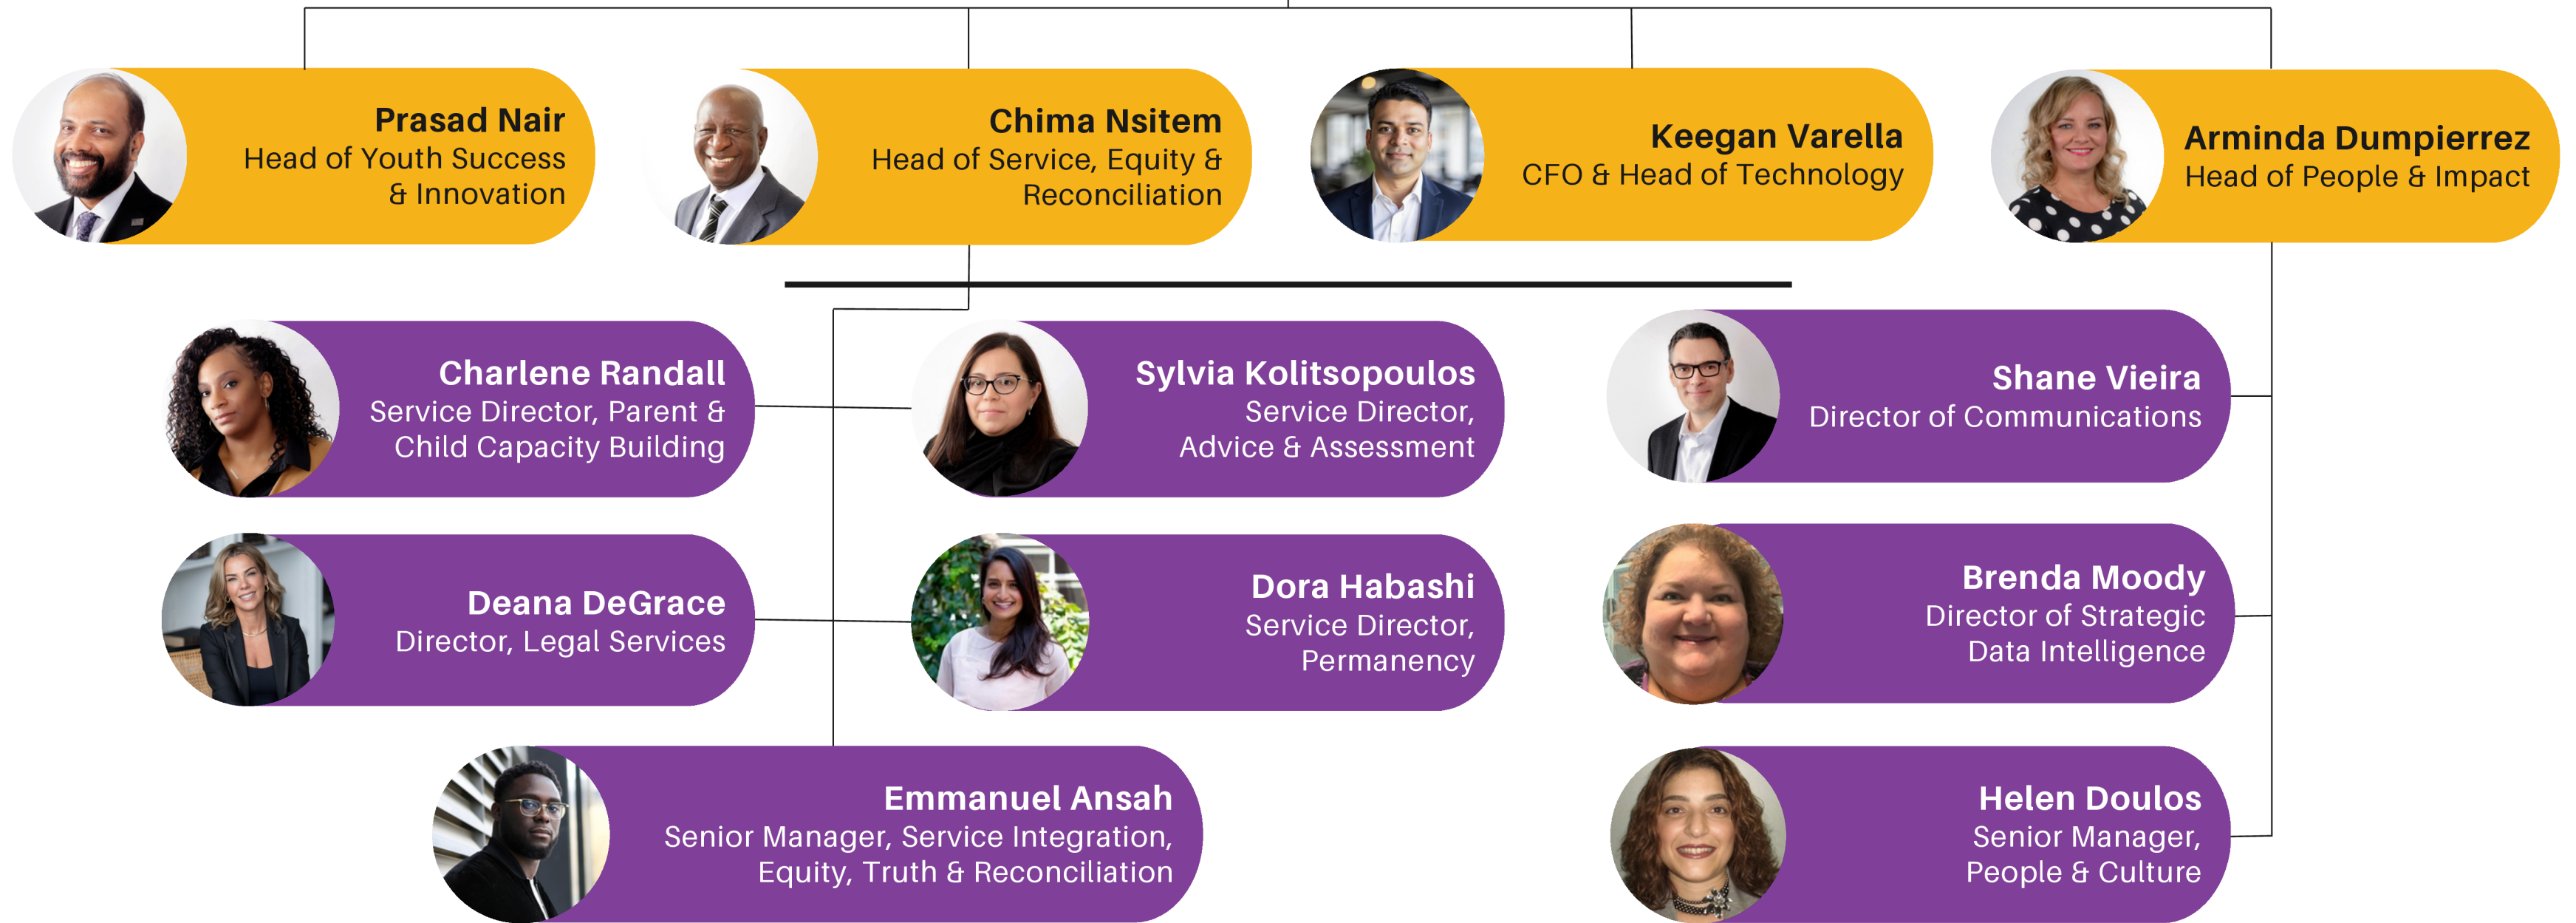 Prasad Nair
Head of Youth Success
& Innovation
Chima Nsitem
Head of Service, Equity &
Reconciliation
Keegan Varella
CFO & Head of Technology
Arminda Dumpierrez
Head of People & Impact
Charlene Randall
Service Director, Parent &
Child Capacity Building
Sylvia Kolitsopoulos
Service Director,
Advice & Assessment
Shane Vieira
Director of Communications
Deana DeGrace
Director, Legal Services
Dora Habashi
Service Director,
Permanency
Brenda Moody
Director of Strategic
Data Intelligence
Emmanuel Ansah
Senior Manager, Service Integration,
Equity, Truth & Reconciliation
Helen Doulos
Senior Manager,
People & Culture